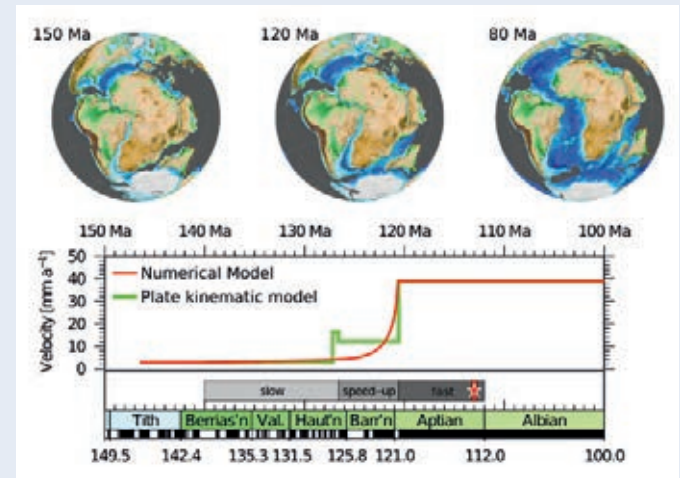 150 Ma 120 Ma 80 Ma
150 Ma 140 Ma 130 Ma 120 Ma 110 Ma 100 Ma
Velocity [mm a⁻¹]
50
40
30
20
10
0
Numerical Model
Plate kinematic model
slow speed-up fast
Tith Berrias'n Val. Haut'n Barr'n Aptian Albian
149.5 142.4 135.3 131.5 125.8 121.0 112.0 100.0